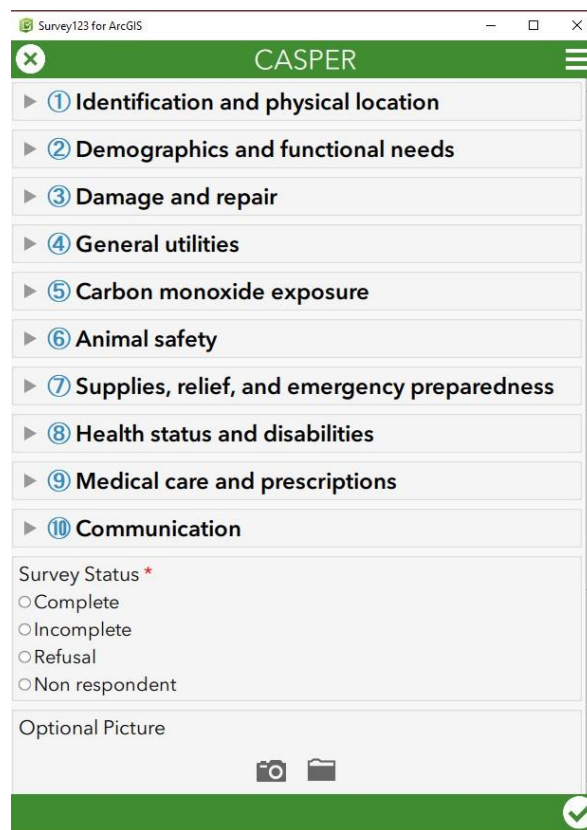 Survey123 for ArcGIS
CASPER
① Identification and physical location
② Demographics and functional needs
③ Damage and repair
④ General utilities
⑤ Carbon monoxide exposure
⑥ Animal safety
⑦ Supplies, relief, and emergency preparedness
⑧ Health status and disabilities
⑨ Medical care and prescriptions
⑩ Communication
Survey Status *
Complete
Incomplete
Refusal
Non respondent
Optional Picture